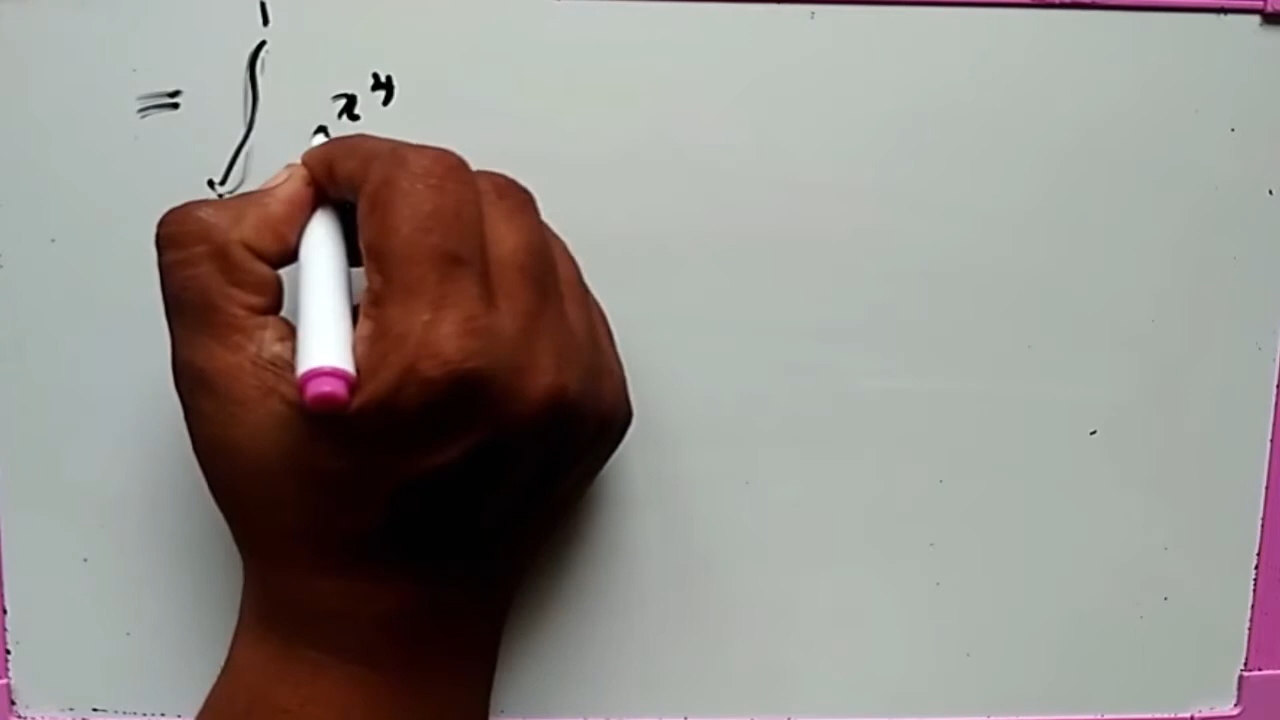 = ∫ 1 x⁴